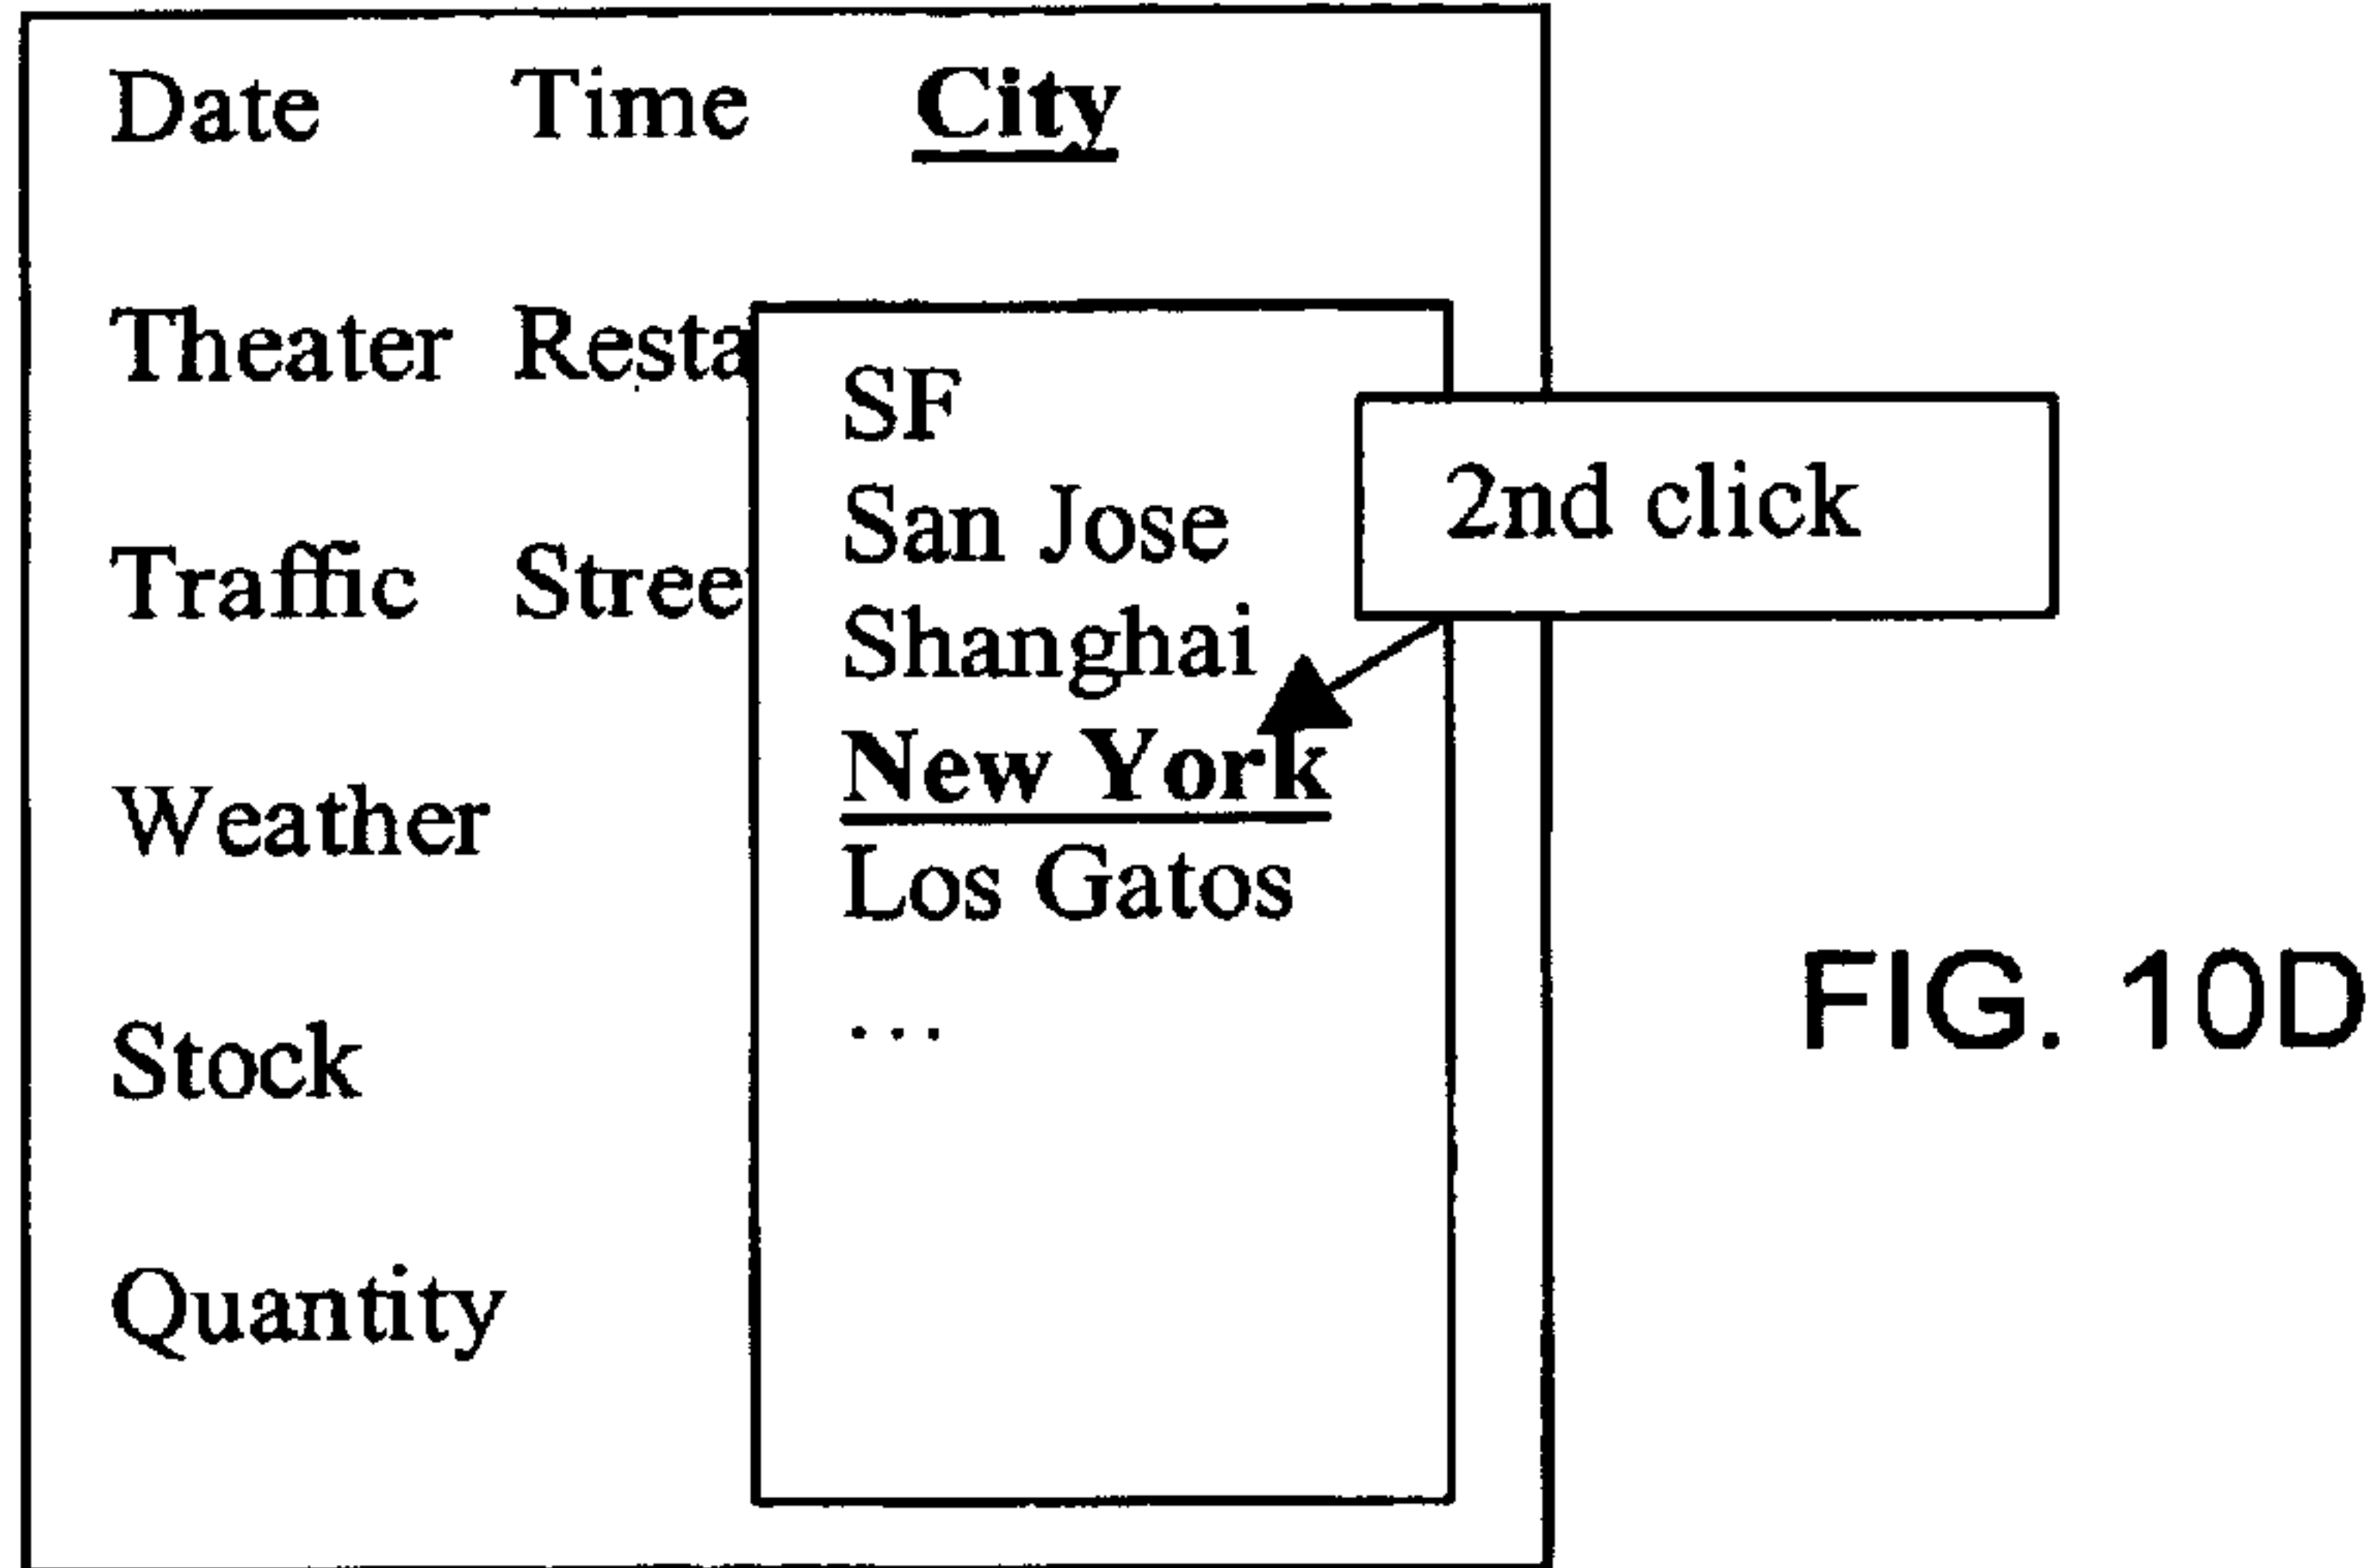 Date Time City
Theater Resta
SF
San Jose
Shanghai
New York
Los Gatos
...
2nd click
Traffic Stree
Weather
Stock
Quantity
FIG. 10D